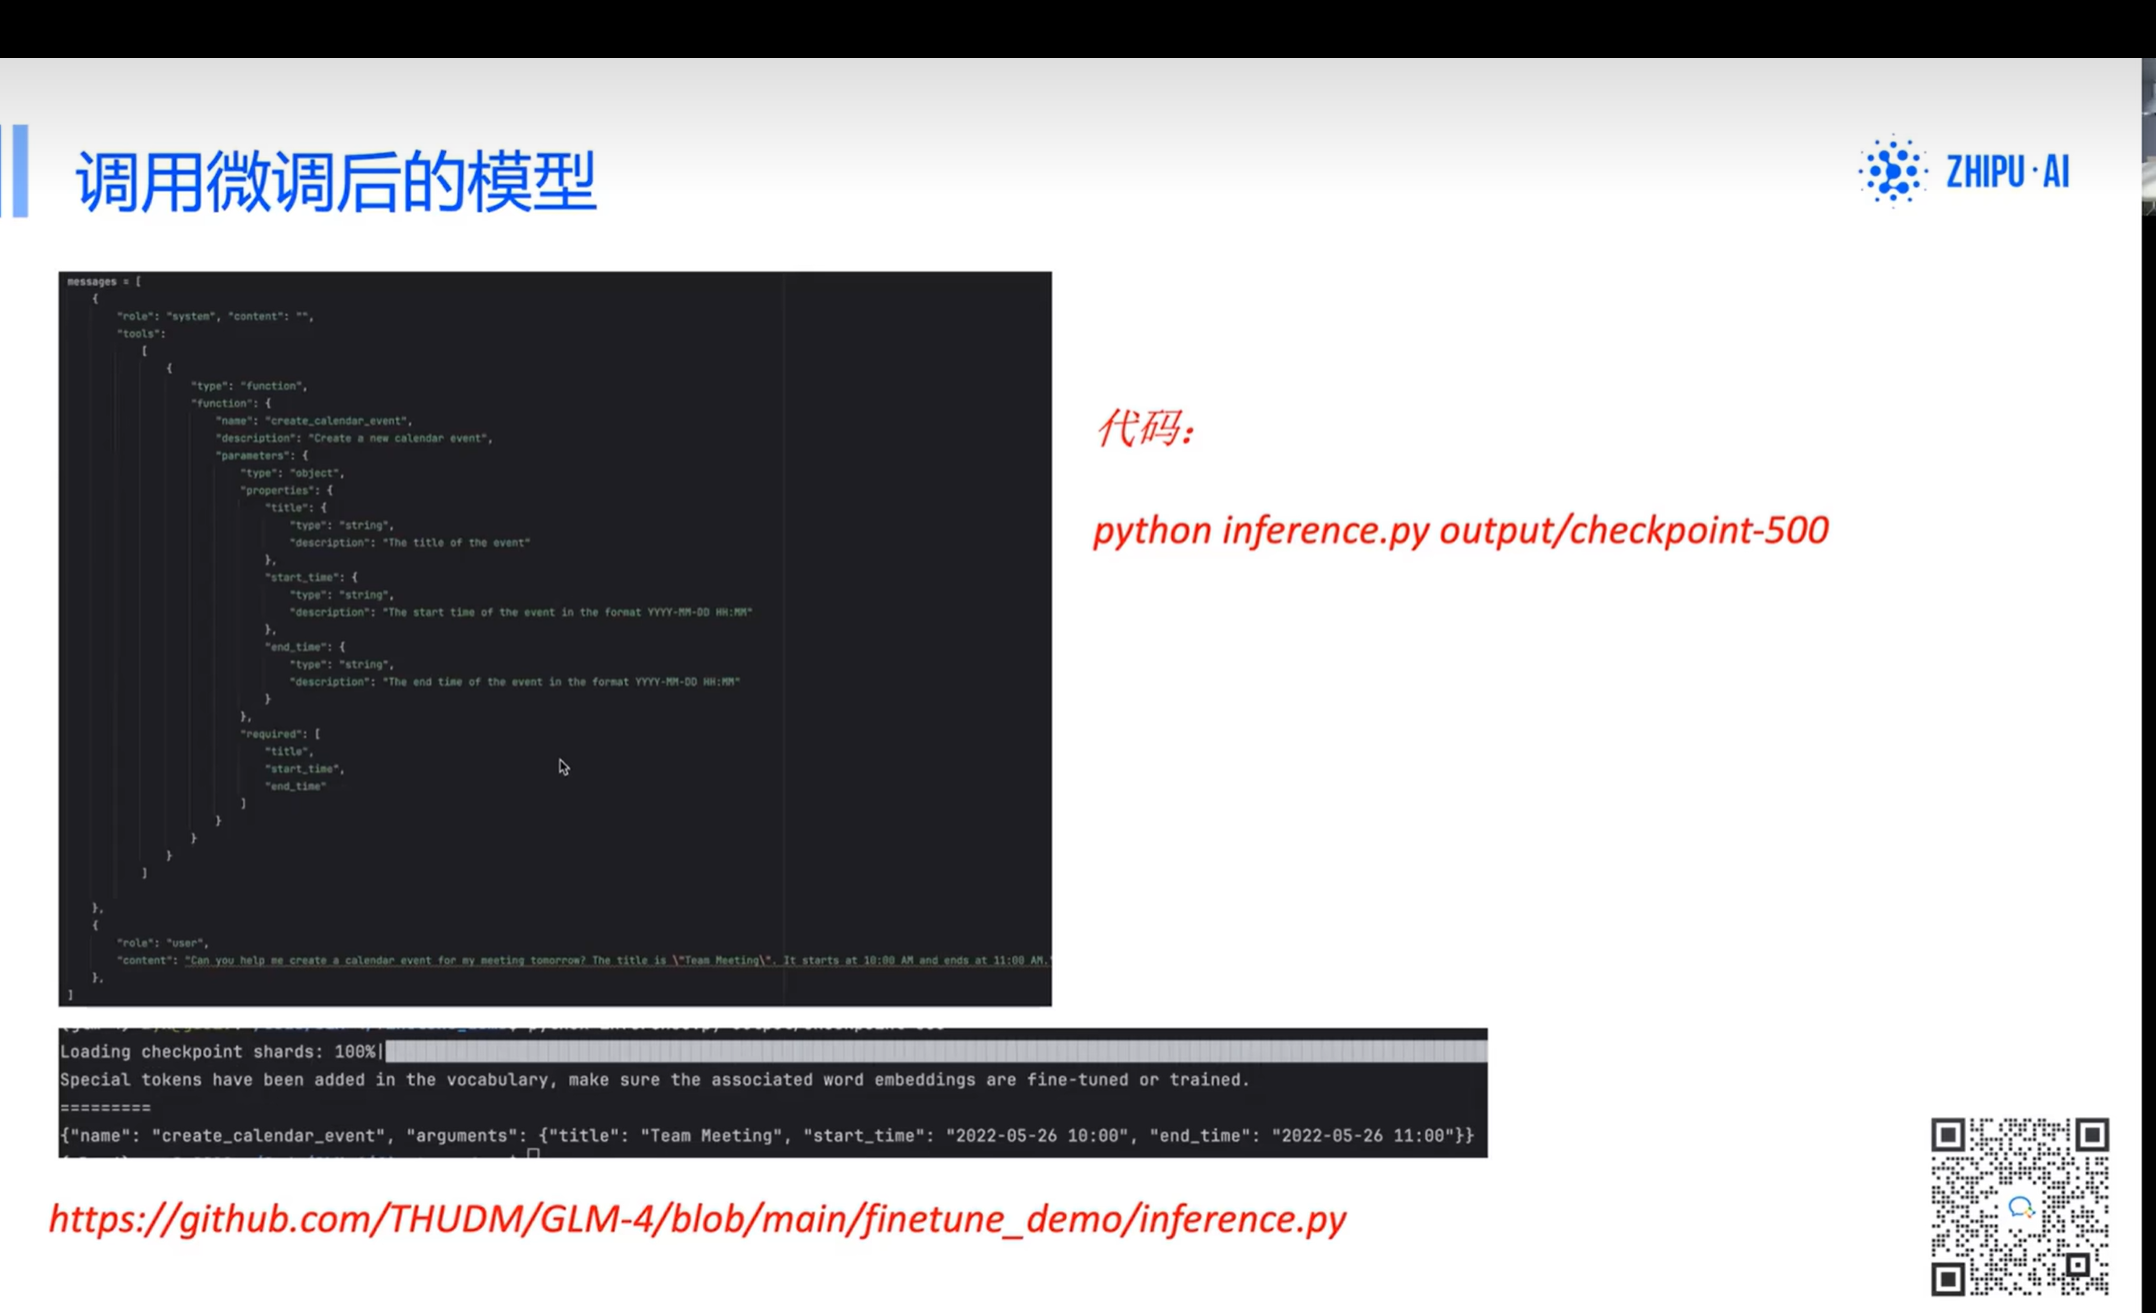 调用微调后的模型
ZHIPU·AI
messages = [
{
"role": "system", "content": "",
"tools":
[
{
"type": "function",
"function": {
"name": "create_calendar_event",
"description": "Create a new calendar event",
"parameters": {
"type": "object",
"properties": {
"title": {
"type": "string",
"description": "The title of the event"
},
"start_time": {
"type": "string",
"description": "The start time of the event in the format YYYY-MM-DD HH:MM"
},
"end_time": {
"type": "string",
"description": "The end time of the event in the format YYYY-MM-DD HH:MM"
}
},
"required": [
"title",
"start_time",
"end_time"
]
}
}
}
]
},
{
"role": "user",
"content": "Can you help me create a calendar event for my meeting tomorrow? The title is \"Team Meeting\". It starts at 10:00 AM and ends at 11:00 AM."
},
]
代码：
python inference.py output/checkpoint-500
Loading checkpoint shards: 100%|
Special tokens have been added in the vocabulary, make sure the associated word embeddings are fine-tuned or trained.
=========
{"name": "create_calendar_event", "arguments": {"title": "Team Meeting", "start_time": "2022-05-26 10:00", "end_time": "2022-05-26 11:00"}}
https://github.com/THUDM/GLM-4/blob/main/finetune_demo/inference.py